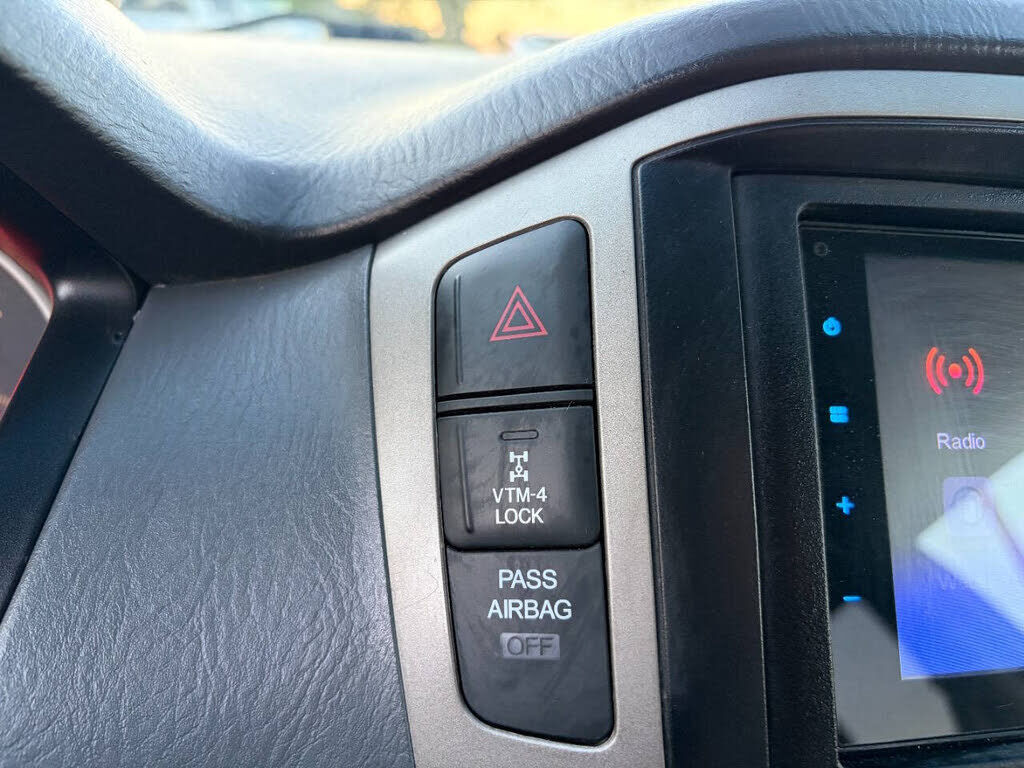 VTM-4
LOCK
PASS
AIRBAG
OFF
Radio